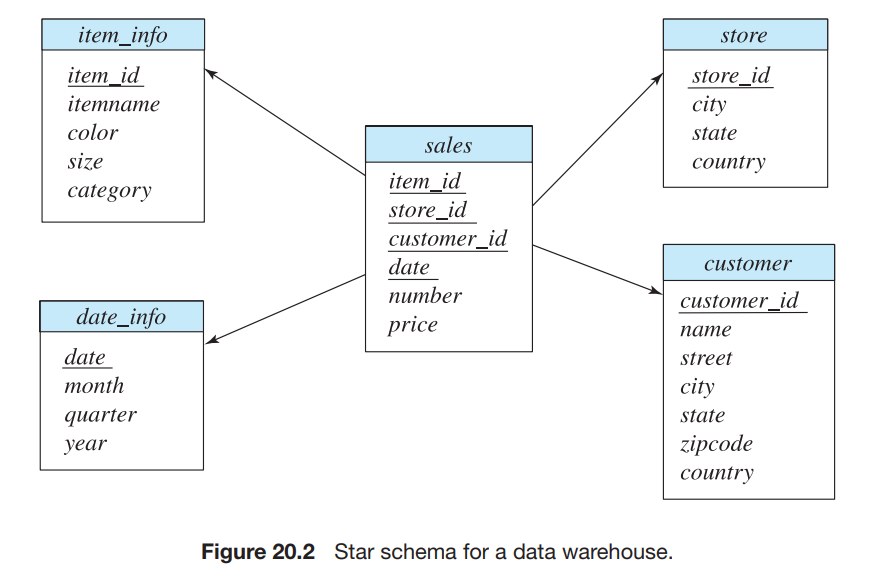 item_info
item_id
itemname
color
size
category
store
store_id
city
state
country
sales
item_id
store_id
customer_id
date
number
price
date_info
date
month
quarter
year
customer
customer_id
name
street
city
state
zipcode
country
Figure 20.2 Star schema for a data warehouse.